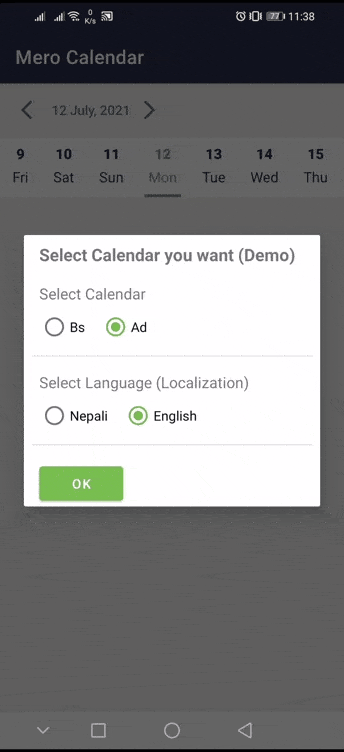 0
K/s
77
11:38
Mero Calendar
12 July, 2021
9 10 11 12 13 14 15
Fri Sat Sun Mon Tue Wed Thu
Select Calendar you want (Demo)
Select Calendar
Bs Ad
Select Language (Localization)
Nepali English
OK